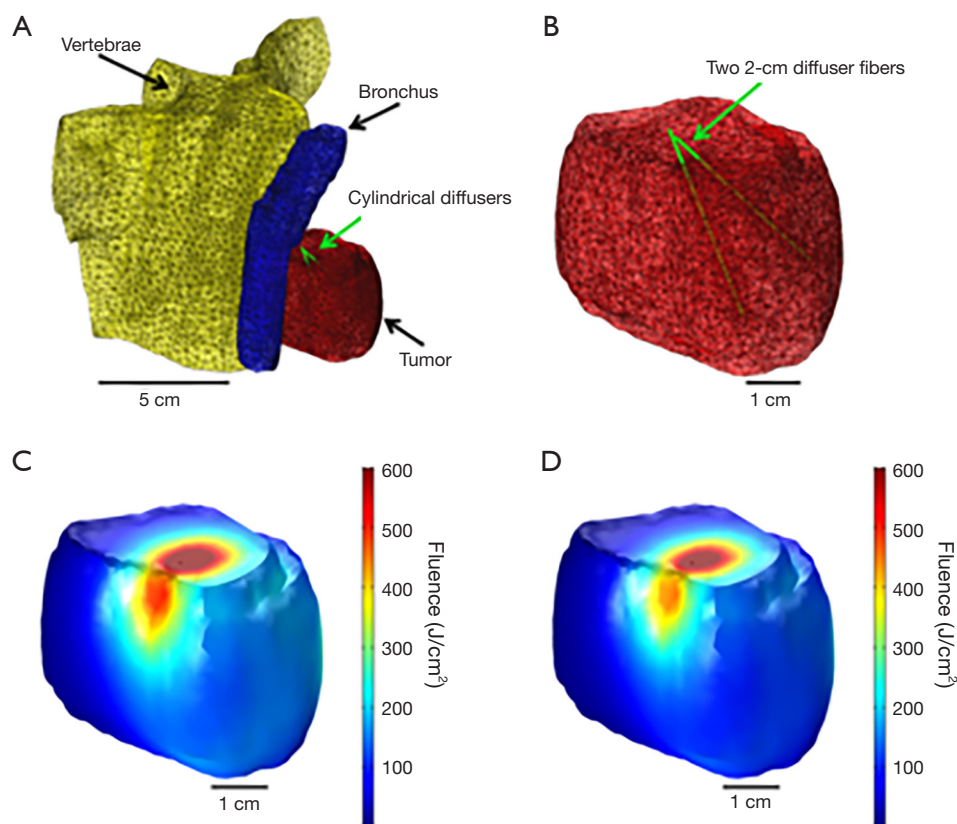 A
Vertebrae
Bronchus
Cylindrical diffusers
Tumor
5 cm
B
Two 2-cm diffuser fibers
1 cm
C
600
500
400
300
200
100
Fluence (J/cm²)
1 cm
D
600
500
400
300
200
100
Fluence (J/cm²)
1 cm